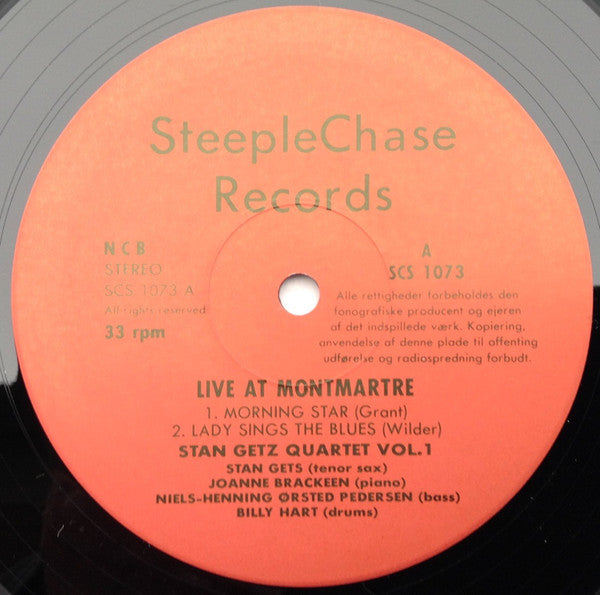 SteepleChase
Records
NCB
STEREO
SCS 1073 A
All rights reserved
33 rpm
A
SCS 1073
Alle rettigheder forbeholdes den
fonografiske producent og ejeren
af det indspillede værk. Kopiering,
anvendelse af denne plade til offenting
udførelse og radiospredning forbudt.
LIVE AT MONTMARTRE
1. MORNING STAR (Grant)
2. LADY SINGS THE BLUES (Wilder)
STAN GETZ QUARTET VOL.1
STAN GETS (tenor sax)
JOANNE BRACKEEN (piano)
NIELS-HENNING ØRSTED PEDERSEN (bass)
BILLY HART (drums)